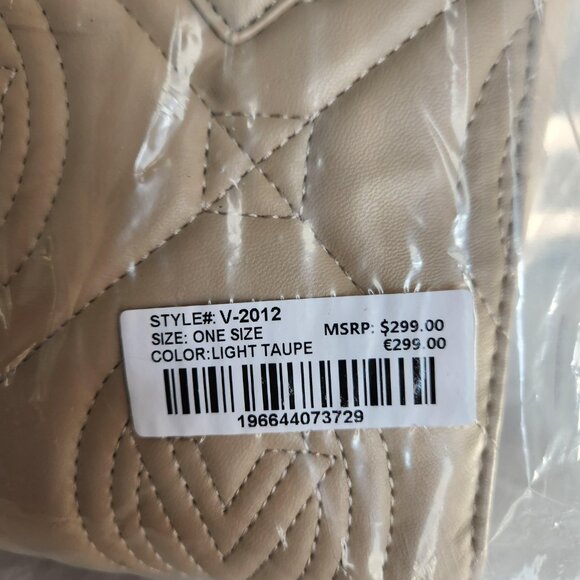 STYLE#: V-2012
SIZE: ONE SIZE MSRP: $299.00
COLOR:LIGHT TAUPE €299.00
196644073729